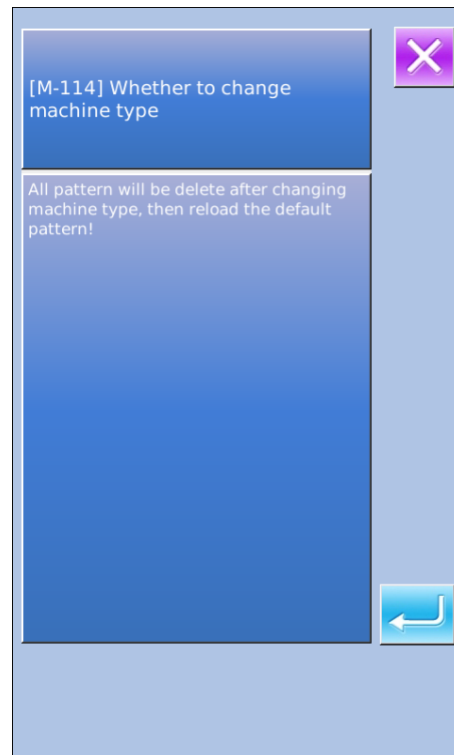 [M-114] Whether to change
machine type
All pattern will be delete after changing
machine type, then reload the default
pattern!